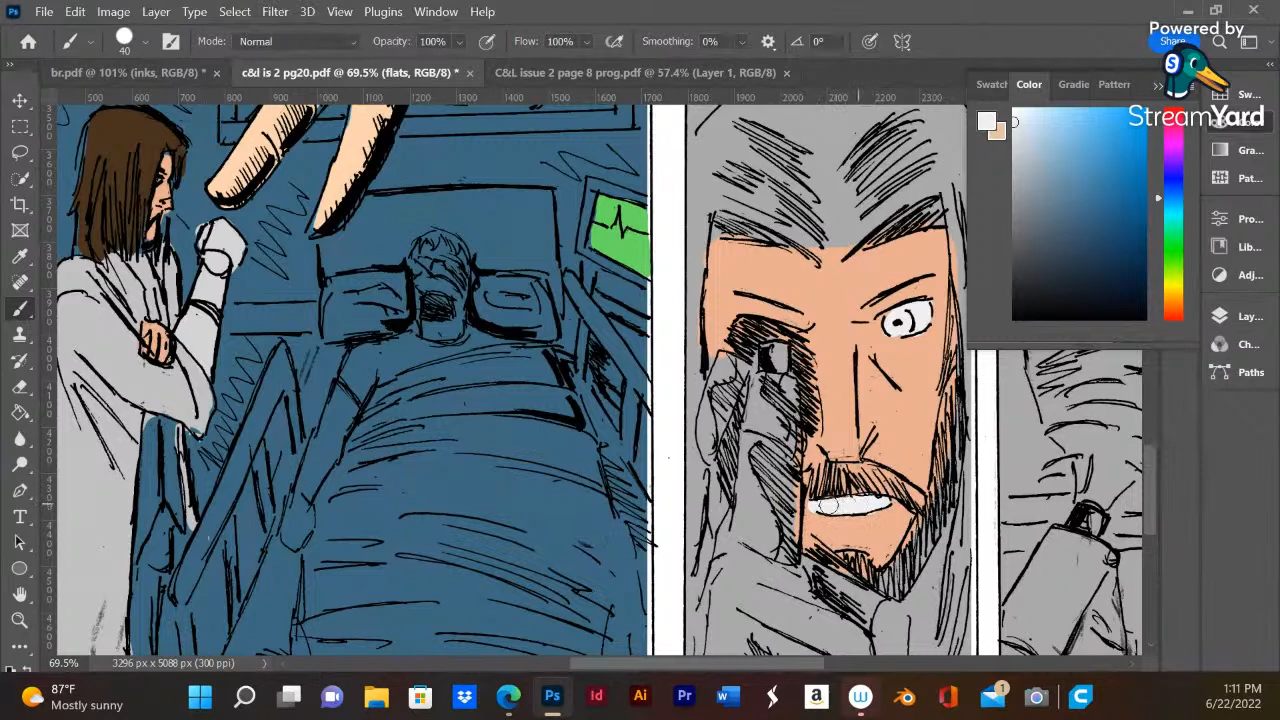 Ps File Edit Image Layer Type Select Filter 3D View Plugins Window Help
Powered by
40 Mode: Normal Opacity: 100% Flow: 100% Smoothing: 0% 0° Share
br.pdf @ 101% (inks, RGB/8) * × c&l is 2 pg20.pdf @ 69.5% (flats, RGB/8) * × C&L issue 2 page 8 prog.pdf @ 57.4% (Layer 1, RGB/8) ×
Swatch Color Gradie Pattern
StreamYard
500 600 700 800 900 1000 1100 1200 1300 1400 1500 1600 1700 1800 1900 2000 2100 2200 2300
Sw...
Gra...
Pat...
Pro...
Lib...
Adj...
Lay...
Ch...
Paths
69.5% 3296 px x 5088 px (300 ppi)
87°F
Mostly sunny
1:11 PM
6/22/2022